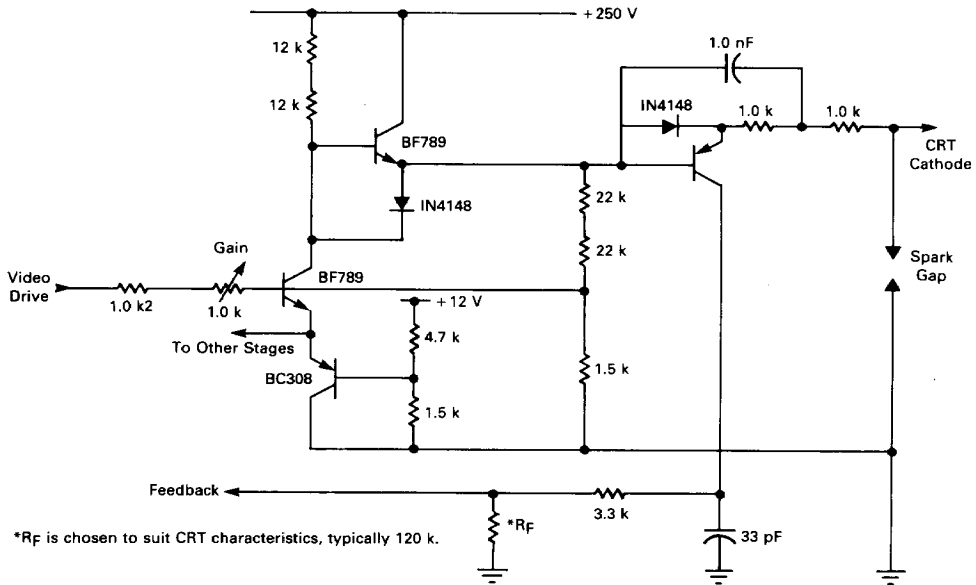 +250 V
12 k
12 k
BF789
IN4148
1.0 nF
IN4148
1.0 k
1.0 k
CRT
Cathode
22 k
22 k
Gain
BF789
Video
Drive
1.0 k2
1.0 k
+12 V
Spark
Gap
To Other Stages
4.7 k
BC308
1.5 k
1.5 k
Feedback
3.3 k
*RF
33 pF
*RF is chosen to suit CRT characteristics, typically 120 k.